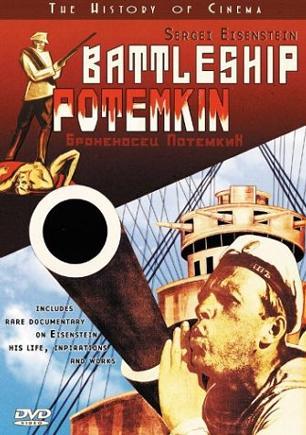 The History of Cinema
Sergei Eisenstein
BATTLESHIP
POTEMKIN
Броненосец Потемкин
INCLUDES
RARE DOCUMENTARY
ON EISENSTEIN
HIS LIFE, INPIRATIONS
AND WORKS
DVD
VIDEO